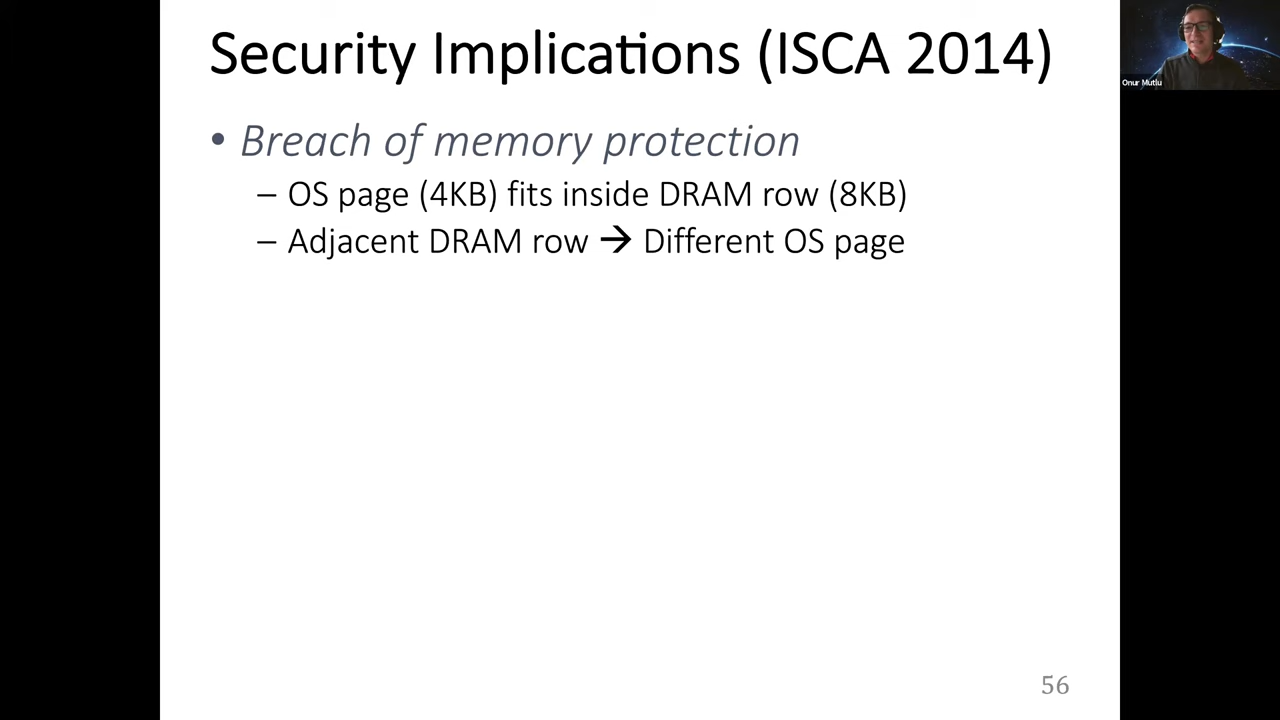 Security Implications (ISCA 2014)
Onur Mutlu
• Breach of memory protection
– OS page (4KB) fits inside DRAM row (8KB)
– Adjacent DRAM row → Different OS page
56